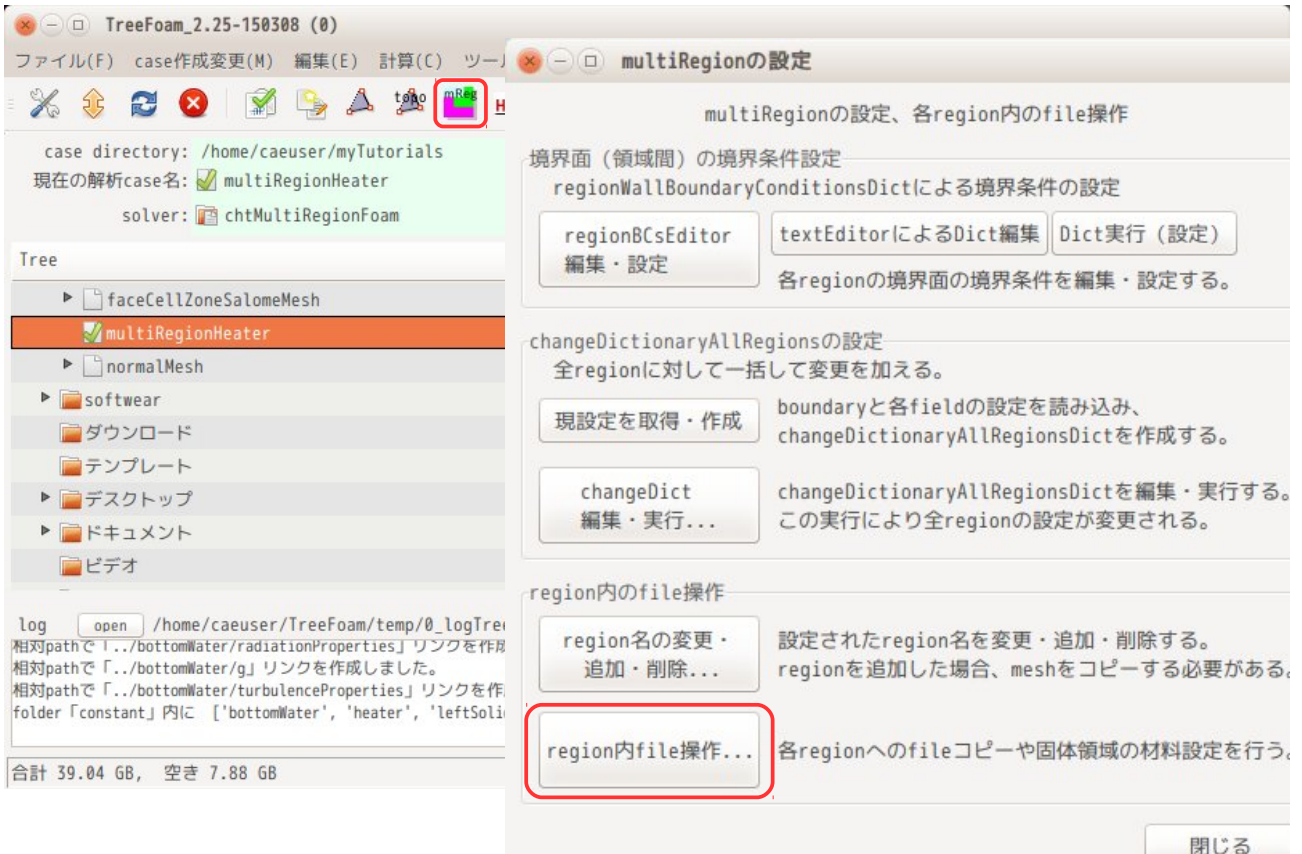 TreeFoam_2.25-150308 (0)
ファイル(F) case作成変更(M) 編集(E) 計算(C) ツー
topo mReg H
case directory: /home/caeuser/myTutorials
現在の解析case名: multiRegionHeater
solver: chtMultiRegionFoam
Tree
faceCellZoneSalomeMesh
multiRegionHeater
normalMesh
softwear
ダウンロード
テンプレート
デスクトップ
ドキュメント
ビデオ
log open /home/caeuser/TreeFoam/temp/0_logTree
相対pathで「../bottomWater/radiationProperties」リンクを作成
相対pathで「../bottomWater/g」リンクを作成しました。
相対pathで「../bottomWater/turbulenceProperties」リンクを作
folder「constant」内に ['bottomWater', 'heater', 'leftSoli
合計 39.04 GB, 空き 7.88 GB
multiRegionの設定
multiRegionの設定、各region内のfile操作
境界面（領域間）の境界条件設定
regionWallBoundaryConditionsDictによる境界条件の設定
regionBCsEditor
編集・設定
textEditorによるDict編集 Dict実行（設定）
各regionの境界面の境界条件を編集・設定する。
changeDictionaryAllRegionsの設定
全regionに対して一括して変更を加える。
現設定を取得・作成
boundaryと各fieldの設定を読み込み、
changeDictionaryAllRegionsDictを作成する。
changeDict
編集・実行...
changeDictionaryAllRegionsDictを編集・実行する。
この実行により全regionの設定が変更される。
region内のfile操作
region名の変更・
追加・削除...
設定されたregion名を変更・追加・削除する。
regionを追加した場合、meshをコピーする必要がある。
region内file操作...
各regionへのfileコピーや固体領域の材料設定を行う。
閉じる